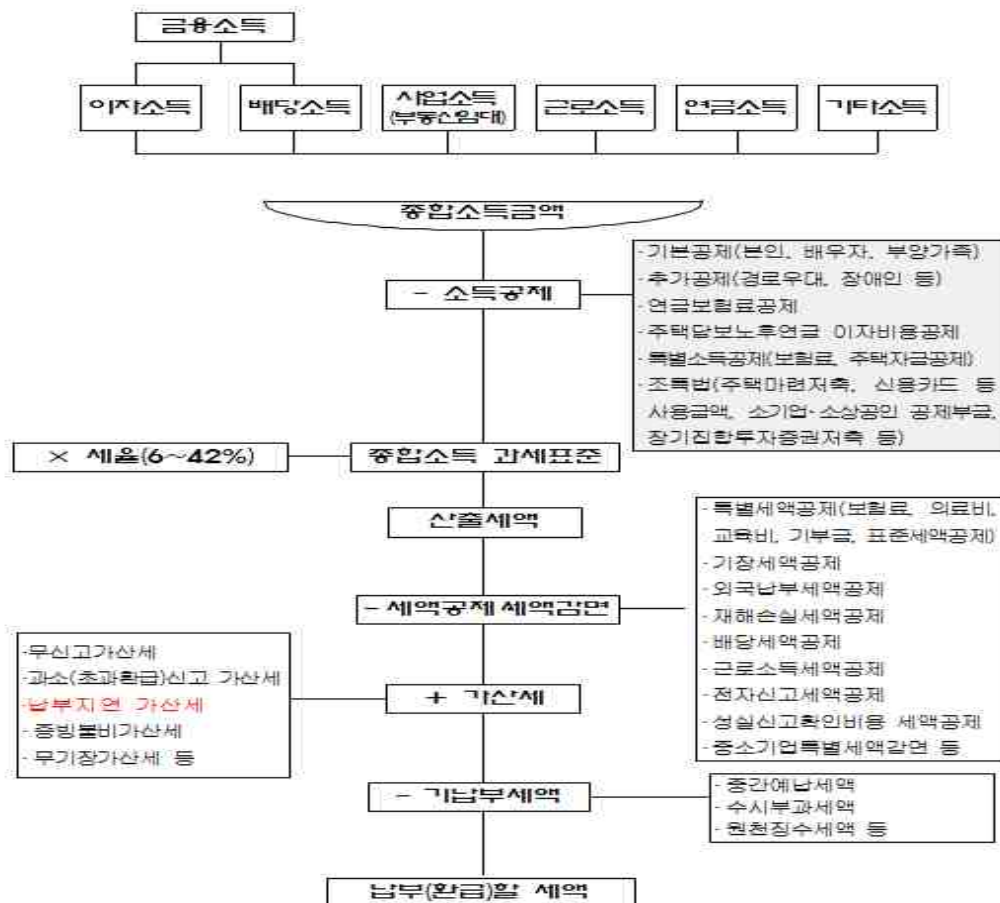 금융소득
이자소득
배당소득
사업소득
(부동산임대)
근로소득
연금소득
기타소득
종합소득금액
- 소득공제
·기본공제(본인, 배우자, 부양가족)
·추가공제(경로우대, 장애인 등)
·연금보험료공제
·주택담보노후연금 이자비용공제
·특별소득공제(보험료, 주택자금공제)
·조특법(주택마련저축, 신용카드 등
사용금액, 소기업·소상공인 공제부금,
장기집합투자증권저축 등)
× 세율(6~42%)
종합소득 과세표준
산출세액
·특별세액공제(보험료, 의료비,
교육비, 기부금, 표준세액공제)
·기장세액공제
·외국납부세액공제
·재해손실세액공제
·배당세액공제
·근로소득세액공제
·전자신고세액공제
·성실신고확인비용 세액공제
·중소기업특별세액감면 등
- 세액공제 세액감면
·무신고가산세
·과소(초과환급)신고 가산세
·납부지연 가산세
·증빙불비가산세
·무기장가산세 등
+ 가산세
- 기납부세액
·중간예납세액
·수시부과세액
·원천징수세액 등
납부(환급)할 세액